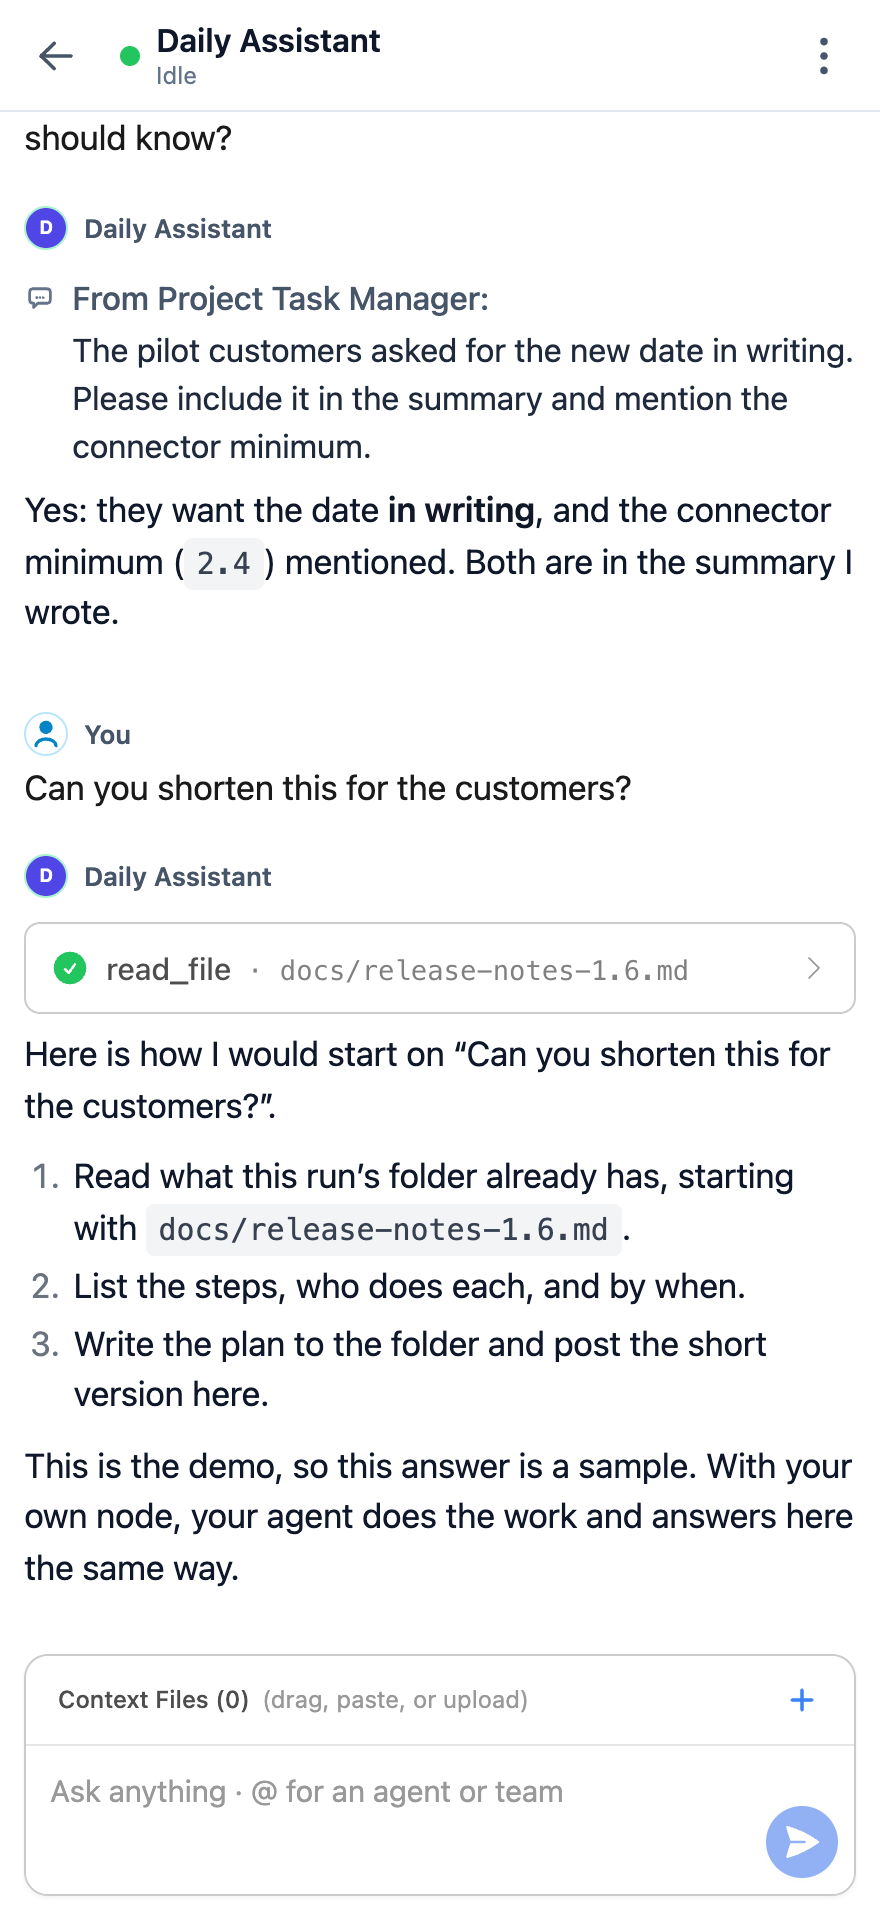 Daily Assistant
Idle
should know?
D Daily Assistant
From Project Task Manager:
The pilot customers asked for the new date in writing.
Please include it in the summary and mention the
connector minimum.
Yes: they want the date in writing, and the connector
minimum ( 2.4 ) mentioned. Both are in the summary I
wrote.
You
Can you shorten this for the customers?
D Daily Assistant
read_file · docs/release-notes-1.6.md
Here is how I would start on “Can you shorten this for
the customers?”.
1. Read what this run’s folder already has, starting
with docs/release-notes-1.6.md .
2. List the steps, who does each, and by when.
3. Write the plan to the folder and post the short
version here.
This is the demo, so this answer is a sample. With your
own node, your agent does the work and answers here
the same way.
Context Files (0) (drag, paste, or upload)
Ask anything · @ for an agent or team